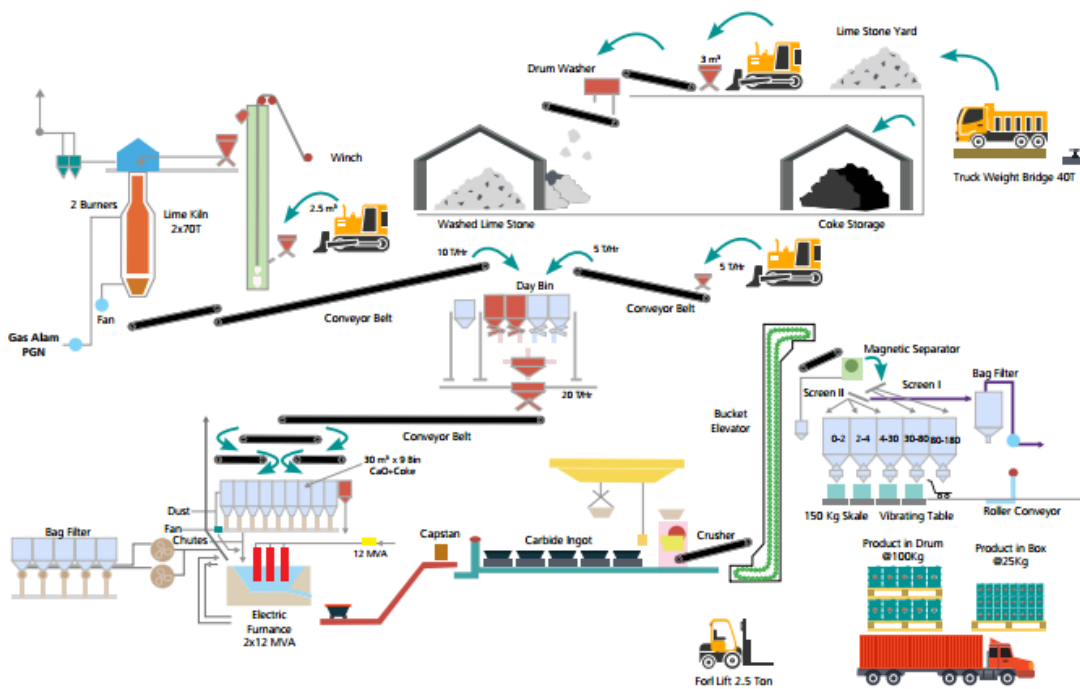 Lime Stone Yard
3 m³
Drum Washer
Truck Weight Bridge 40T
Winch
2 Burners
Lime Kiln
2x70T
2.5 m³
Washed Lime Stone
Coke Storage
10 T/Hr
5 T/Hr
5 T/Hr
Day Bin
Conveyor Belt
Conveyor Belt
Fan
Gas Alam
PGN
20 T/Hr
Magnetic Separator
Screen I
Bag Filter
Screen II
Bucket
Elevator
0-2
2-4
4-30
30-80
80-180
Conveyor Belt
30 m³ x 9 Bin
CaO+Coke
150 Kg Skale
Vibrating Table
Roller Conveyor
Dust
Fan
Chutes
Bag Filter
12 MVA
Capstan
Carbide Ingot
Crusher
Product in Drum
@100Kg
Product in Box
@25Kg
Electric
Furnance
2x12 MVA
Forl Lift 2.5 Ton